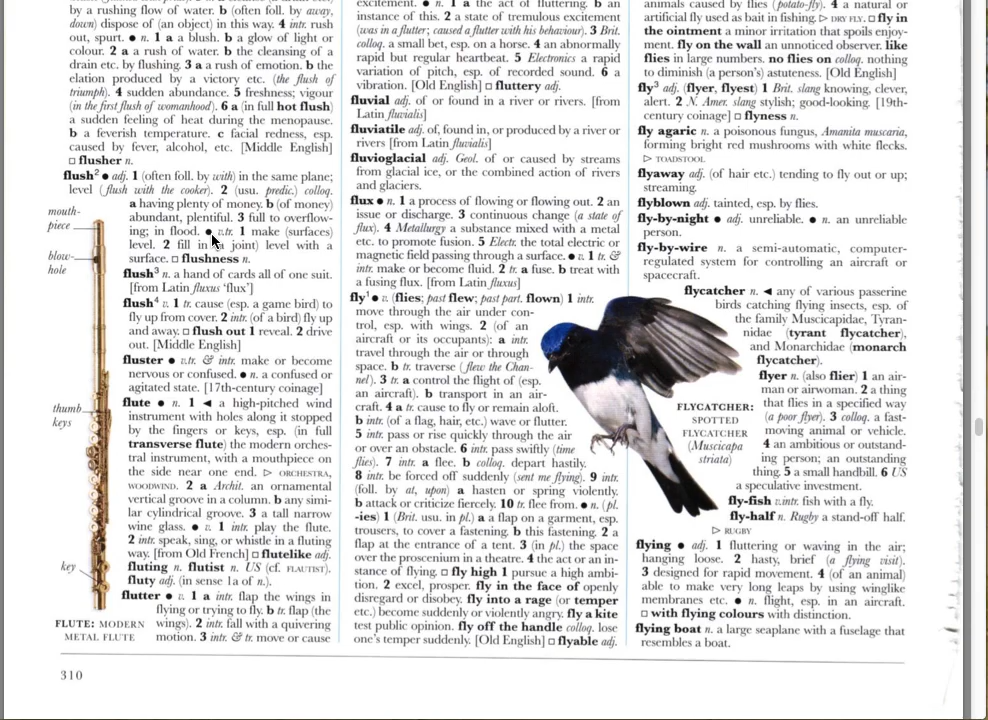 by a rushing flow of water. b (often foll. by away,
down) dispose of (an object) in this way. 4 intr. rush
out, spurt. ● n. 1 a a blush. b a glow of light or
colour. 2 a a rush of water. b the cleansing of a
drain etc. by flushing. 3 a a rush of emotion. b the
elation produced by a victory etc. (the flush of
triumph). 4 sudden abundance. 5 freshness; vigour
(in the first flush of womanhood). 6 a (in full hot flush)
a sudden feeling of heat during the menopause.
b a feverish temperature. c facial redness, esp.
caused by fever, alcohol, etc. [Middle English]
□ flusher n.
flush² ● adj. 1 (often foll. by with) in the same plane;
level (flush with the cooker). 2 (usu. predic.) colloq.
a having plenty of money. b (of money)
abundant, plentiful. 3 full to overflow-
ing; in flood. ● v.tr. 1 make (surfaces)
level. 2 fill in (a joint) level with a
surface. □ flushness n.
flush³ n. a hand of cards all of one suit.
[from Latin fluxus 'flux']
flush⁴ v. 1 tr. cause (esp. a game bird) to
fly up from cover. 2 intr. (of a bird) fly up
and away. □ flush out 1 reveal. 2 drive
out. [Middle English]
fluster ● v.tr. & intr. make or become
nervous or confused. ● n. a confused or
agitated state. [17th-century coinage]
flute ● n. 1 ◄ a high-pitched wind
instrument with holes along it stopped
by the fingers or keys, esp. (in full
transverse flute) the modern orches-
tral instrument, with a mouthpiece on
the side near one end. ▷ ORCHESTRA,
WOODWIND. 2 a Archit. an ornamental
vertical groove in a column. b any simi-
lar cylindrical groove. 3 a tall narrow
wine glass. ● v. 1 intr. play the flute.
2 intr. speak, sing, or whistle in a fluting
way. [from Old French] □ flutelike adj.
fluting n. flutist n. US (cf. FLAUTIST).
fluty adj. (in sense 1a of n.).
flutter ● v. 1 a intr. flap the wings in
flying or trying to fly. b tr. flap (the
wings). 2 intr. fall with a quivering
motion. 3 intr. & tr. move or cause
mouth-
piece
blow-
hole
thumb
keys
key
FLUTE: MODERN
METAL FLUTE
excitement. ● n. 1 a the act of fluttering. b an
instance of this. 2 a state of tremulous excitement
(was in a flutter; caused a flutter with his behaviour). 3 Brit.
colloq. a small bet, esp. on a horse. 4 an abnormally
rapid but regular heartbeat. 5 Electronics a rapid
variation of pitch, esp. of recorded sound. 6 a
vibration. [Old English] □ fluttery adj.
fluvial adj. of or found in a river or rivers. [from
Latin fluvialis]
fluviatile adj. of, found in, or produced by a river or
rivers [from Latin fluvialis]
fluvioglacial adj. Geol. of or caused by streams
from glacial ice, or the combined action of rivers
and glaciers.
flux ● n. 1 a process of flowing or flowing out. 2 an
issue or discharge. 3 continuous change (a state of
flux). 4 Metallurgy a substance mixed with a metal
etc. to promote fusion. 5 Electr. the total electric or
magnetic field passing through a surface. ● v. 1 tr. &
intr. make or become fluid. 2 tr. a fuse. b treat with
a fusing flux. [from Latin fluxus]
fly¹ ● v. (flies; past flew; past part. flown) 1 intr.
move through the air under con-
trol, esp. with wings. 2 (of an
aircraft or its occupants): a intr.
travel through the air or through
space. b tr. traverse (flew the Chan-
nel). 3 tr. a control the flight of (esp.
an aircraft). b transport in an air-
craft. 4 a tr. cause to fly or remain aloft.
b intr. (of a flag, hair, etc.) wave or flutter.
5 intr. pass or rise quickly through the air
or over an obstacle. 6 intr. pass swiftly (time
flies). 7 intr. a flee. b colloq. depart hastily.
8 intr. be forced off suddenly (sent me flying). 9 intr.
(foll. by at, upon) a hasten or spring violently.
b attack or criticize fiercely. 10 tr. flee from. ● n. (pl.
-ies) 1 (Brit. usu. in pl.) a a flap on a garment, esp.
trousers, to cover a fastening. b this fastening. 2 a
flap at the entrance of a tent. 3 (in pl.) the space
over the proscenium in a theatre. 4 the act or an in-
stance of flying. □ fly high 1 pursue a high ambi-
tion. 2 excel, prosper. fly in the face of openly
disregard or disobey. fly into a rage (or temper
etc.) become suddenly or violently angry. fly a kite
test public opinion. fly off the handle colloq. lose
one's temper suddenly. [Old English] □ flyable adj.
animals caused by flies (potato-fly). 4 a natural or
artificial fly used as bait in fishing. ▷ DRY FLY. □ fly in
the ointment a minor irritation that spoils enjoy-
ment. fly on the wall an unnoticed observer. like
flies in large numbers. no flies on colloq. nothing
to diminish (a person's) astuteness. [Old English]
fly³ adj. (flyer, flyest) 1 Brit. slang knowing, clever,
alert. 2 N. Amer. slang stylish; good-looking. [19th-
century coinage] □ flyness n.
fly agaric n. a poisonous fungus, Amanita muscaria,
forming bright red mushrooms with white flecks.
▷ TOADSTOOL
flyaway adj. (of hair etc.) tending to fly out or up;
streaming.
flyblown adj. tainted, esp. by flies.
fly-by-night ● adj. unreliable. ● n. an unreliable
person.
fly-by-wire n. a semi-automatic, computer-
regulated system for controlling an aircraft or
spacecraft.
flycatcher n. ◄ any of various passerine
birds catching flying insects, esp. of
the family Muscicapidae, Tyran-
nidae (tyrant flycatcher),
and Monarchidae (monarch
flycatcher).
flyer n. (also flier) 1 an air-
man or airwoman. 2 a thing
that flies in a specified way
(a poor flyer). 3 colloq. a fast-
moving animal or vehicle.
4 an ambitious or outstand-
ing person; an outstanding
thing. 5 a small handbill. 6 US
a speculative investment.
fly-fish v.intr. fish with a fly.
fly-half n. Rugby a stand-off half.
▷ RUGBY
flying ● adj. 1 fluttering or waving in the air;
hanging loose. 2 hasty, brief (a flying visit).
3 designed for rapid movement. 4 (of an animal)
able to make very long leaps by using winglike
membranes etc. ● n. flight, esp. in an aircraft.
□ with flying colours with distinction.
flying boat n. a large seaplane with a fuselage that
resembles a boat.
FLYCATCHER:
SPOTTED
FLYCATCHER
(Muscicapa
striata)
310